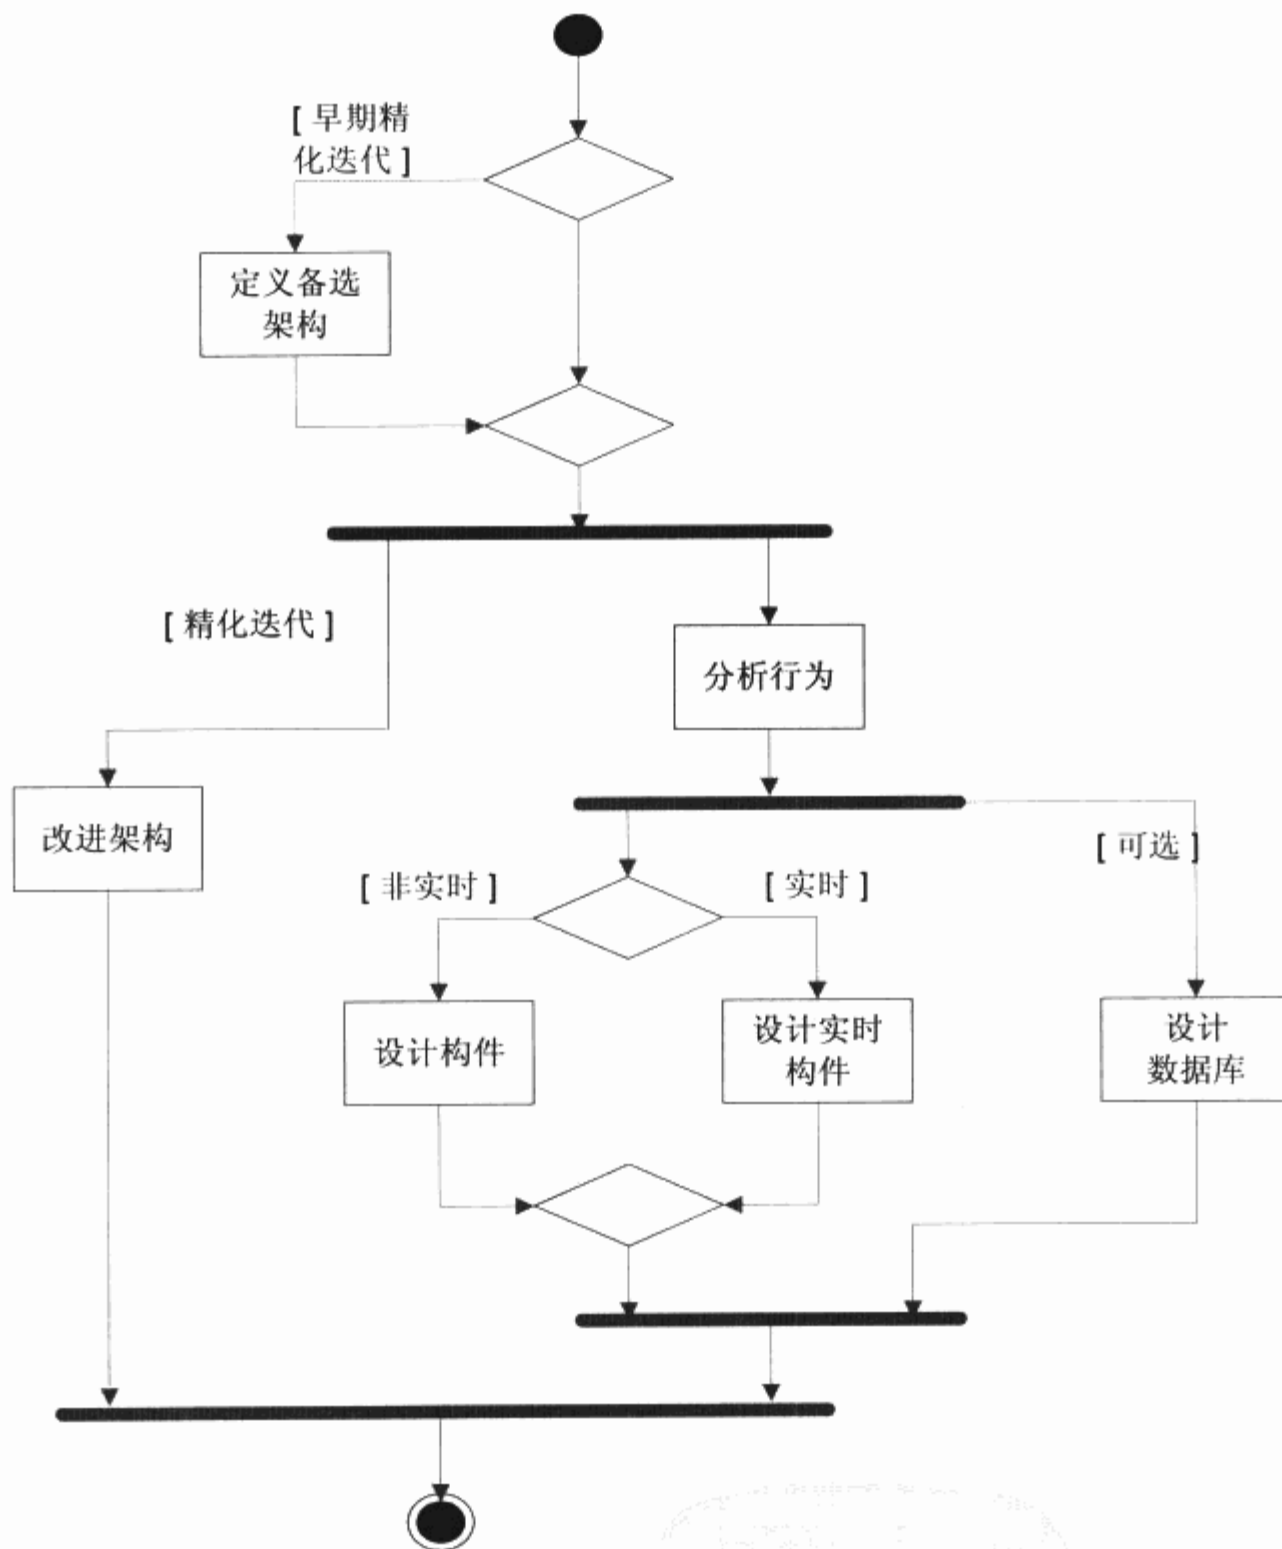 [ 早期精
化迭代 ]
定义备选
架构
[ 精化迭代 ]
分析行为
改进架构
[ 可选 ]
[ 非实时 ]
[ 实时 ]
设计构件
设计实时
构件
设计
数据库